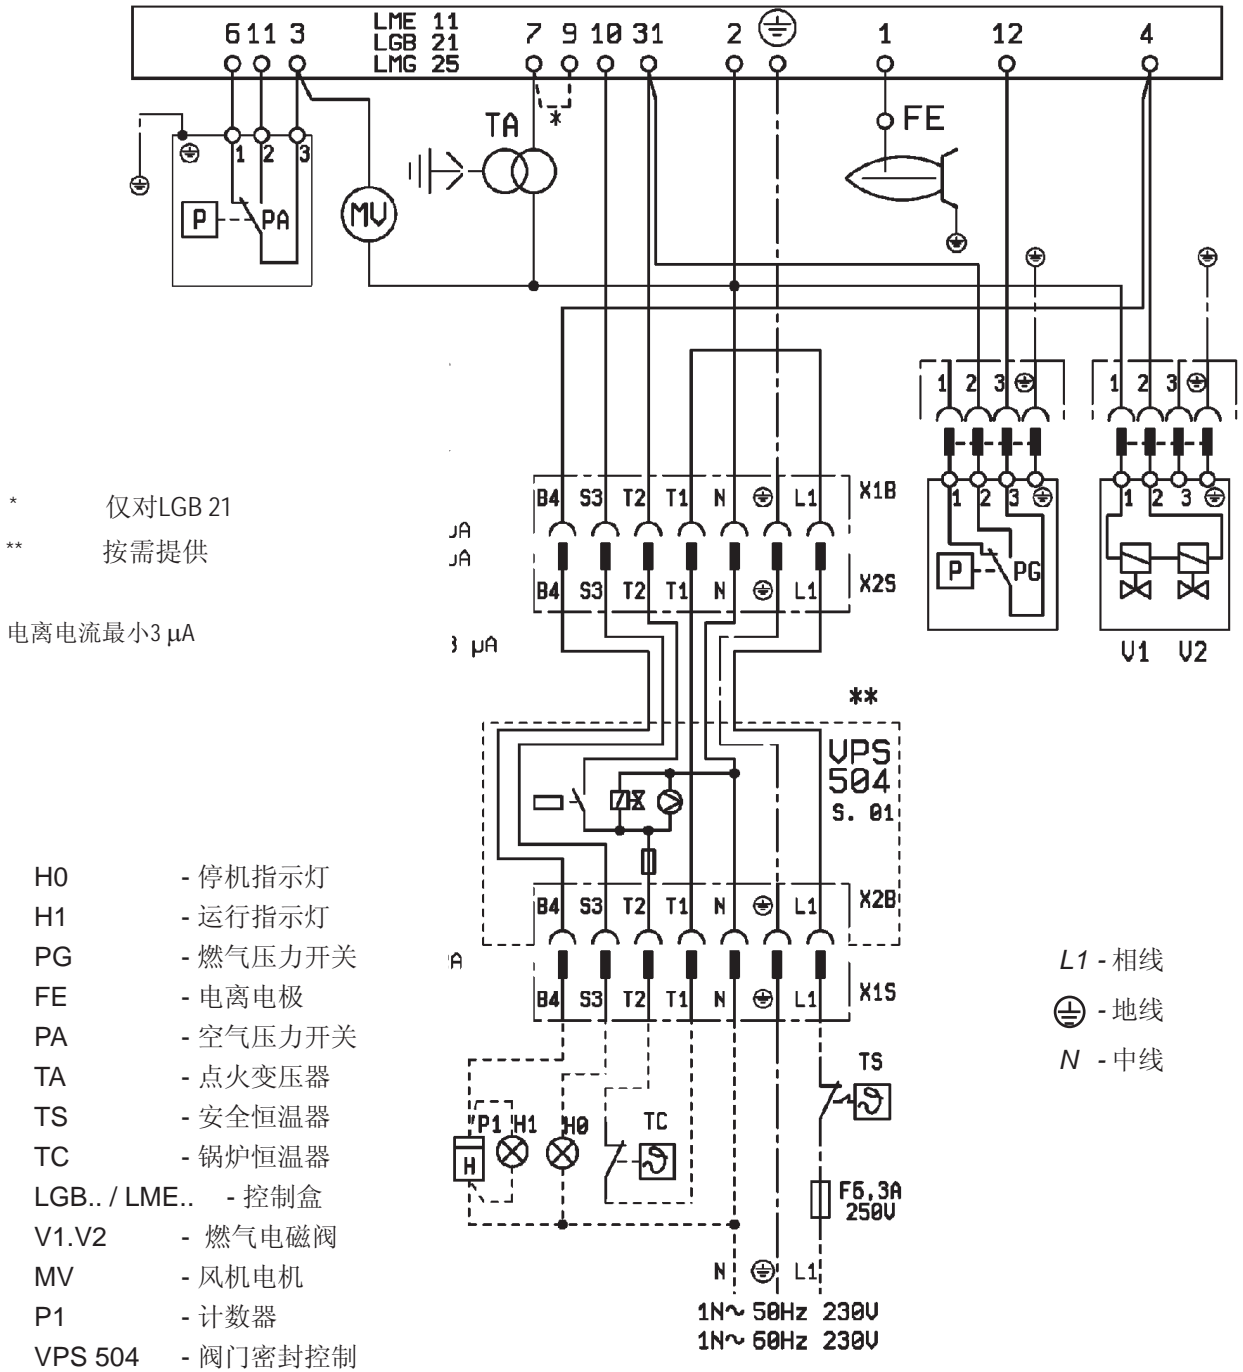 6 11 3 LME 11 7 9 10 31 2 1 12 4
LGB 21
LMG 25
*
TA
FE
1 2 3
P PA MV
1 2 3 1 2 3
* 仅对LGB 21
** 按需提供
电离电流最小3 μA
B4 S3 T2 T1 N L1 X1B
μA
μA
B4 S3 T2 T1 N L1 X2S
1 2 3 1 2 3
P PG
3 μA
V1 V2
**
VPS
504
S. 01
B4 S3 T2 T1 N L1 X2B
A
B4 S3 T2 T1 N L1 X1S
TS
P1 H1 H0 TC
H
F6,3A
250V
N L1
1N~ 50Hz 230V
1N~ 60Hz 230V
H0 - 停机指示灯
H1 - 运行指示灯
PG - 燃气压力开关
FE - 电离电极
PA - 空气压力开关
TA - 点火变压器
TS - 安全恒温器
TC - 锅炉恒温器
LGB.. / LME.. - 控制盒
V1.V2 - 燃气电磁阀
MV - 风机电机
P1 - 计数器
VPS 504 - 阀门密封控制
L1 - 相线
⏚ - 地线
N - 中线